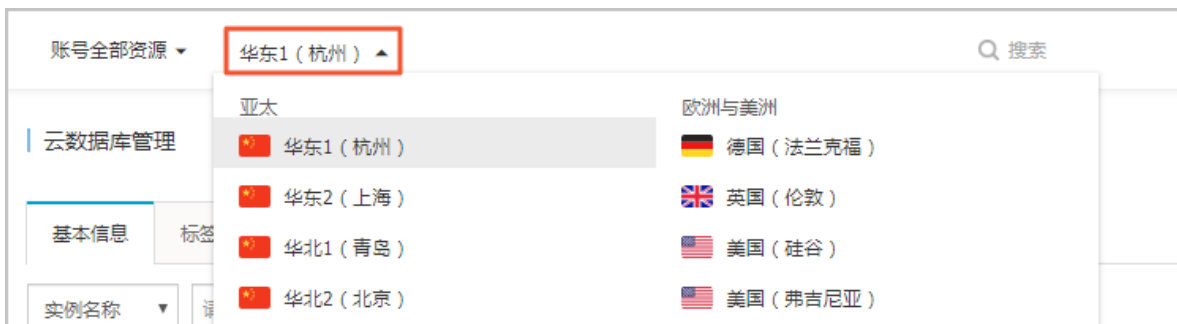 账号全部资源
华东1（杭州）
搜索
亚太
欧洲与美洲
云数据库管理
华东1（杭州）
德国（法兰克福）
华东2（上海）
英国（伦敦）
基本信息
标签
华北1（青岛）
美国（硅谷）
实例名称
请
华北2（北京）
美国（弗吉尼亚）